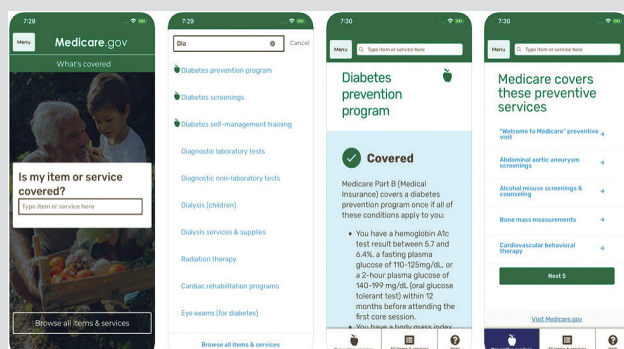 7:28
Menu
Medicare.gov
What's covered
Is my item or service
covered?
Type item or service here
Browse all items & services
7:29
Dia
Cancel
Diabetes prevention program
Diabetes screenings
Diabetes self-management training
Diagnostic laboratory tests
Diagnostic non-laboratory tests
Dialysis (children)
Dialysis services & supplies
Radiation therapy
Cardiac rehabilitation programs
Eye exams (for diabetes)
Browse all items & services
7:30
Menu
Type item or service here
Diabetes
prevention
program
Covered
Medicare Part B (Medical
Insurance) covers a diabetes
prevention program once if all of
these conditions apply to you:
• You have a hemoglobin A1c
test result between 5.7 and
6.4%, a fasting plasma
glucose of 110-125mg/dL, or
a 2-hour plasma glucose of
140-199 mg/dL (oral glucose
tolerant test) within 12
months before attending the
first core session.
• You have a body mass index
7:30
Menu
Type item or service here
Medicare covers
these preventive
services
"Welcome to Medicare" preventive
visit
Abdominal aortic aneurysm
screenings
Alcohol misuse screenings &
counseling
Bone mass measurements
Cardiovascular behavioral
therapy
Next 5
Visit Medicare.gov